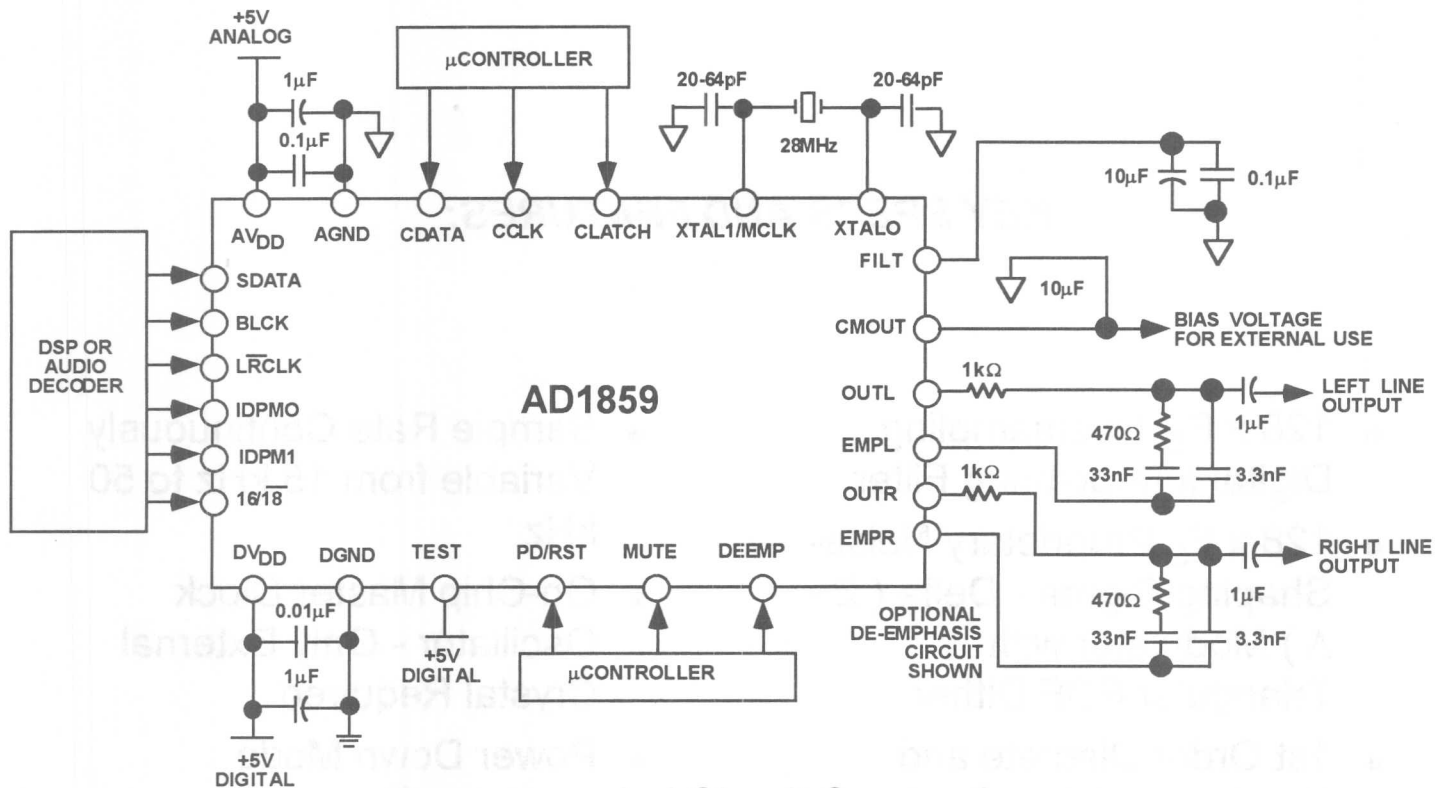 +5V
ANALOG
1µF
0.1µF
µCONTROLLER
20-64pF
20-64pF
28MHz
10µF
0.1µF
AVDD
AGND
CDATA
CCLK
CLATCH
XTAL1/MCLK
XTALO
FILT
10µF
CMOUT
BIAS VOLTAGE
FOR EXTERNAL USE
DSP OR
AUDIO
DECODER
SDATA
BLCK
LRCLK
IDPMO
IDPM1
16/18
AD1859
OUTL
1kΩ
LEFT LINE
OUTPUT
1µF
EMPL
470Ω
33nF
3.3nF
1kΩ
OUTR
EMPR
RIGHT LINE
OUTPUT
1µF
470Ω
33nF
3.3nF
DVDD
DGND
TEST
PD/RST
MUTE
DEEMP
0.01µF
1µF
+5V
DIGITAL
+5V
DIGITAL
µCONTROLLER
OPTIONAL
DE-EMPHASIS
CIRCUIT
SHOWN